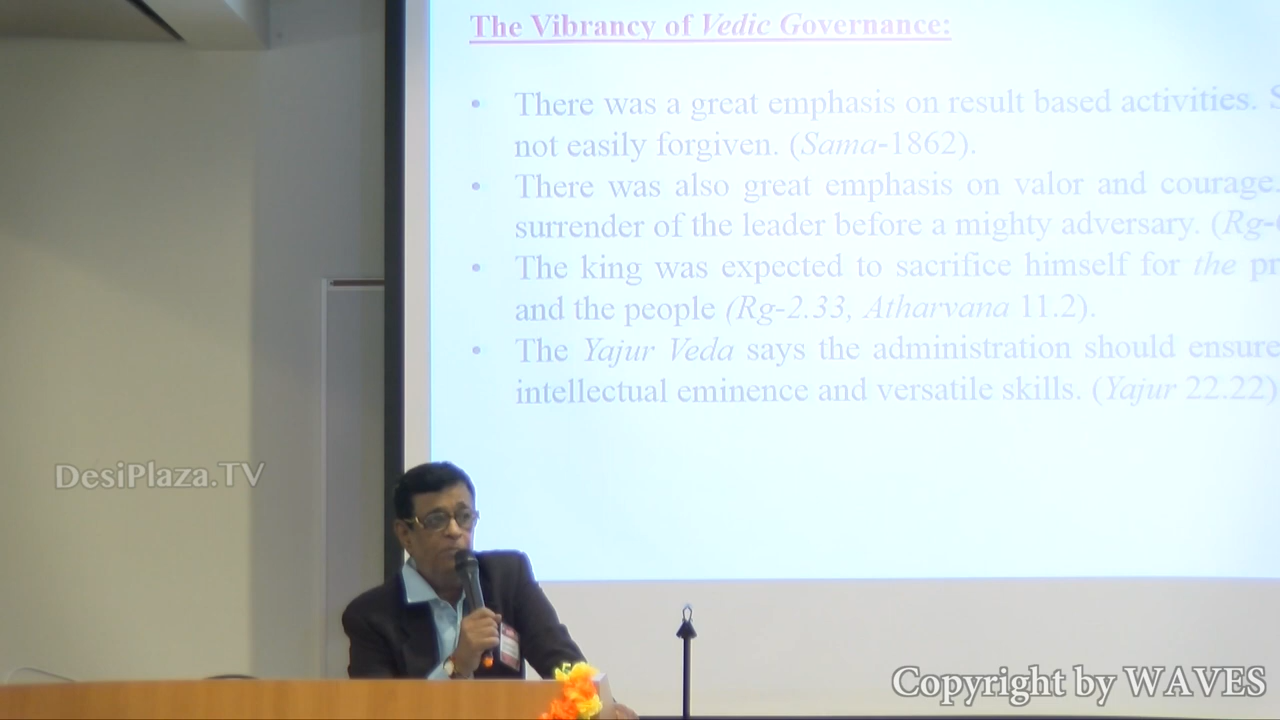 The Vibrancy of Vedic Governance:
• There was a great emphasis on result based activities. S
not easily forgiven. (Sama-1862).
• There was also great emphasis on valor and courage.
surrender of the leader before a mighty adversary. (Rg-
• The king was expected to sacrifice himself for the pr
and the people (Rg-2.33, Atharvana 11.2).
• The Yajur Veda says the administration should ensure
intellectual eminence and versatile skills. (Yajur 22.22)
DesiPlaza.TV
Copyright by WAVES